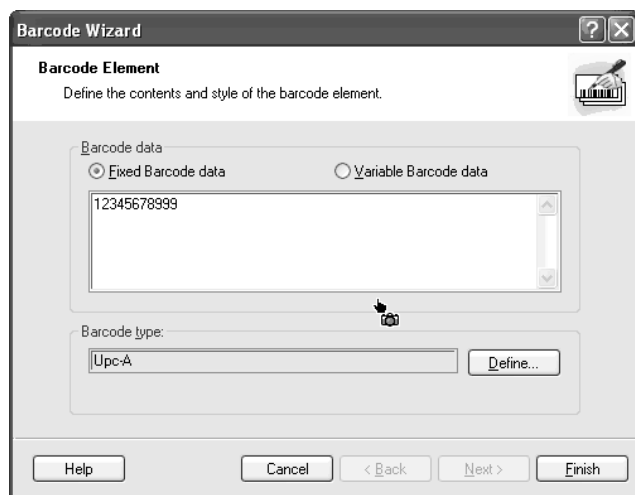 Barcode Wizard
Barcode Element
Define the contents and style of the barcode element.
Barcode data
Fixed Barcode data Variable Barcode data
12345678999
Barcode type:
Upc-A Define...
Help Cancel < Back Next > Finish